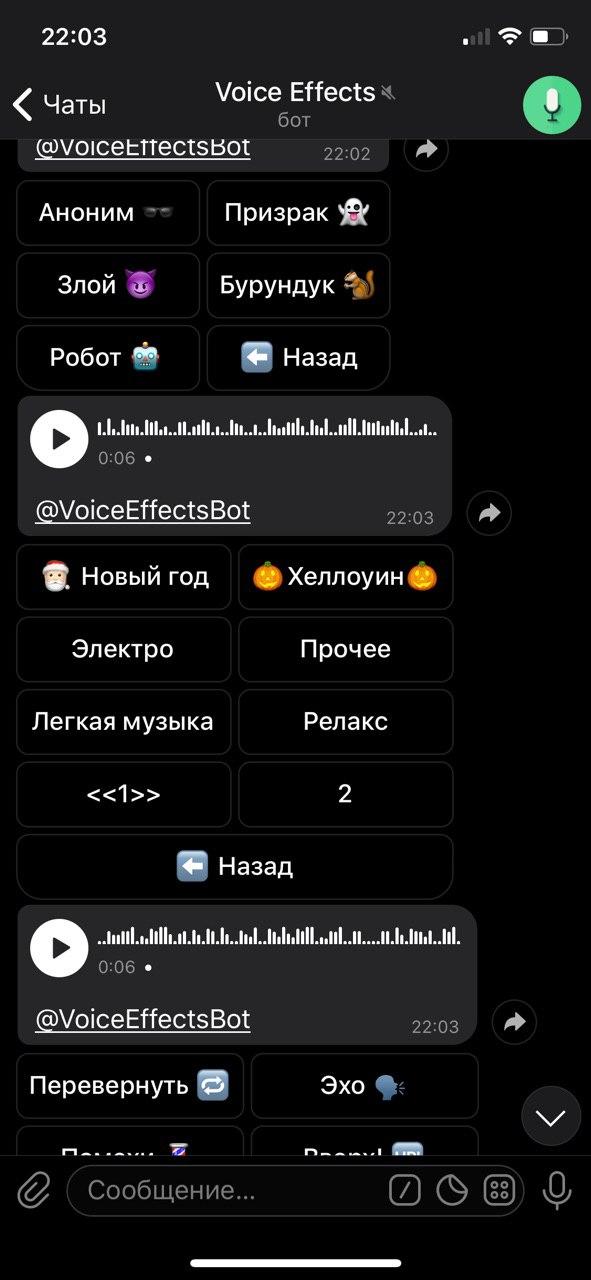 22:03
Чаты
Voice Effects
бот
@VoiceEffectsBot
22:02
Аноним 🕶 Призрак 👻
Злой 😈 Бурундук 🐿
Робот 🤖 ⬅️ Назад
0:06
@VoiceEffectsBot 22:03
🎅🏻 Новый год 🎃Хеллоуин🎃
Электро Прочее
Легкая музыка Релакс
<<1>> 2
⬅️ Назад
0:06
@VoiceEffectsBot 22:03
Перевернуть 🔁 Эхо 🗣
Помехи Вверх!
Сообщение...